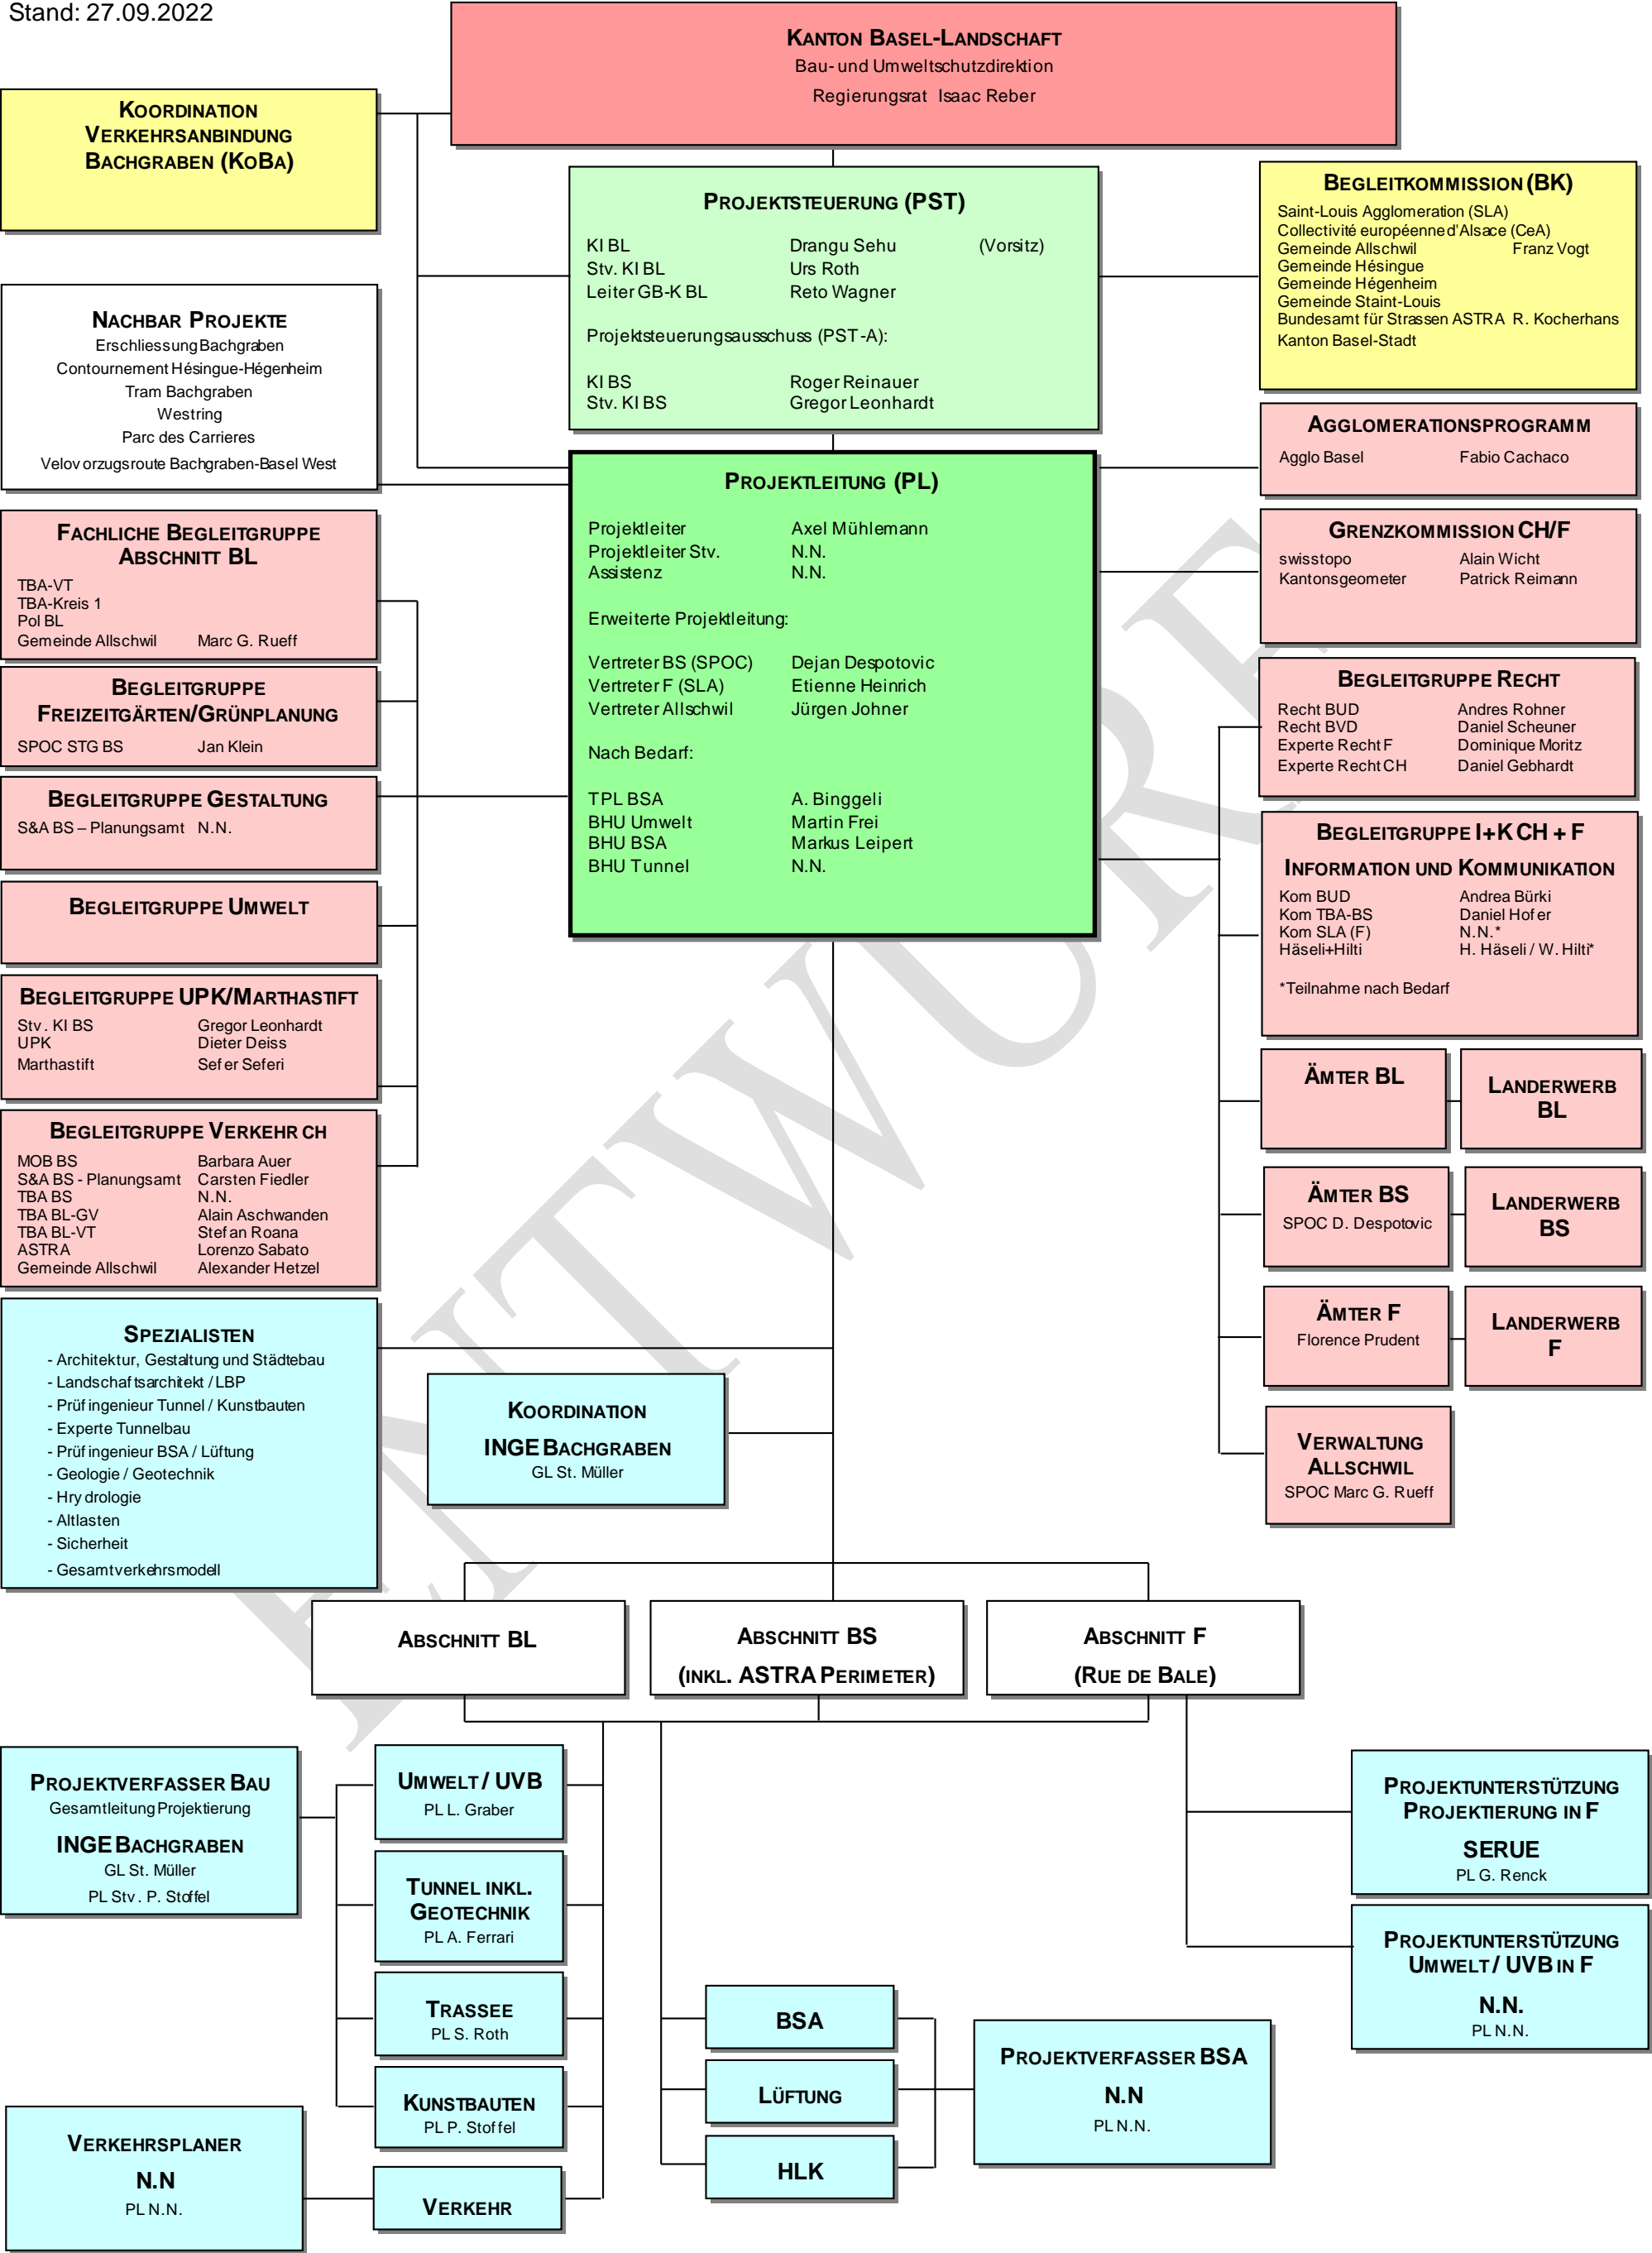 Stand: 27.09.2022
KANTON BASEL-LANDSCHAFT
Bau- und Umweltschutzdirektion
Regierungsrat Isaac Reber
KOORDINATION
VERKEHRSANBINDUNG
BACHGRABEN (KOBA)
PROJEKTSTEUERUNG (PST)
KI BL Drangu Sehu (Vorsitz)
Stv. KI BL Urs Roth
Leiter GB-K BL Reto Wagner
Projektsteuerungsausschuss (PST-A):
KI BS Roger Reinauer
Stv. KI BS Gregor Leonhardt
BEGLEITKOMMISSION (BK)
Saint-Louis Agglomeration (SLA)
Collectivité européenne d'Alsace (CeA)
Gemeinde Allschwil Franz Vogt
Gemeinde Hésingue
Gemeinde Hégenheim
Gemeinde Staint-Louis
Bundesamt für Strassen ASTRA R. Kocherhans
Kanton Basel-Stadt
NACHBAR PROJEKTE
Erschliessung Bachgraben
Contournement Hésingue-Hégenheim
Tram Bachgraben
Westring
Parc des Carrieres
Velovorzugsroute Bachgraben-Basel West
AGGLOMERATIONSPROGRAMM
Agglo Basel Fabio Cachaco
PROJEKTLEITUNG (PL)
Projektleiter Axel Mühlemann
Projektleiter Stv. N.N.
Assistenz N.N.
Erweiterte Projektleitung:
Vertreter BS (SPOC) Dejan Despotovic
Vertreter F (SLA) Etienne Heinrich
Vertreter Allschwil Jürgen Johner
Nach Bedarf:
TPL BSA A. Binggeli
BHU Umwelt Martin Frei
BHU BSA Markus Leipert
BHU Tunnel N.N.
GRENZKOMMISSION CH/F
swisstopo Alain Wicht
Kantonsgeometer Patrick Reimann
FACHLICHE BEGLEITGRUPPE
ABSCHNITT BL
TBA-VT
TBA-Kreis 1
Pol BL
Gemeinde Allschwil Marc G. Rueff
BEGLEITGRUPPE
FREIZEITGÄRTEN/GRÜNPLANUNG
SPOC STG BS Jan Klein
BEGLEITGRUPPE GESTALTUNG
S&A BS – Planungsamt N.N.
BEGLEITGRUPPE UMWELT
BEGLEITGRUPPE UPK/MARTHASTIFT
Stv. KI BS Gregor Leonhardt
UPK Dieter Deiss
Marthastift Sefer Seferi
BEGLEITGRUPPE VERKEHR CH
MOB BS Barbara Auer
S&A BS - Planungsamt Carsten Fiedler
TBA BS N.N.
TBA BL-GV Alain Aschwanden
TBA BL-VT Stefan Roana
ASTRA Lorenzo Sabato
Gemeinde Allschwil Alexander Hetzel
BEGLEITGRUPPE RECHT
Recht BUD Andres Rohner
Recht BVD Daniel Scheuner
Experte Recht F Dominique Moritz
Experte Recht CH Daniel Gebhardt
BEGLEITGRUPPE I+K CH + F
INFORMATION UND KOMMUNIKATION
Kom BUD Andrea Bürki
Kom TBA-BS Daniel Hofer
Kom SLA (F) N.N.*
Häseli+Hilti H. Häseli / W. Hilti*
*Teilnahme nach Bedarf
ÄMTER BL
LANDERWERB
BL
ÄMTER BS
SPOC D. Despotovic
LANDERWERB
BS
ÄMTER F
Florence Prudent
LANDERWERB
F
VERWALTUNG
ALLSCHWIL
SPOC Marc G. Rueff
SPEZIALISTEN
- Architektur, Gestaltung und Städtebau
- Landschaftsarchitekt / LBP
- Prüfingenieur Tunnel / Kunstbauten
- Experte Tunnelbau
- Prüfingenieur BSA / Lüftung
- Geologie / Geotechnik
- Hrydrologie
- Altlasten
- Sicherheit
- Gesamtverkehrsmodell
KOORDINATION
INGE BACHGRABEN
GL St. Müller
ENTWURF
ABSCHNITT BL
ABSCHNITT BS
(INKL. ASTRA PERIMETER)
ABSCHNITT F
(RUE DE BALE)
PROJEKTVERFASSER BAU
Gesamtleitung Projektierung
INGE BACHGRABEN
GL St. Müller
PL Stv. P. Stoffel
UMWELT / UVB
PL L. Graber
TUNNEL INKL.
GEOTECHNIK
PL A. Ferrari
TRASSEE
PL S. Roth
KUNSTBAUTEN
PL P. Stoffel
VERKEHRSPLANER
N.N
PL N.N.
VERKEHR
BSA
LÜFTUNG
HLK
PROJEKTVERFASSER BSA
N.N
PL N.N.
PROJEKTUNTERSTÜTZUNG
PROJEKTIERUNG IN F
SERUE
PL G. Renck
PROJEKTUNTERSTÜTZUNG
UMWELT / UVB IN F
N.N.
PL N.N.